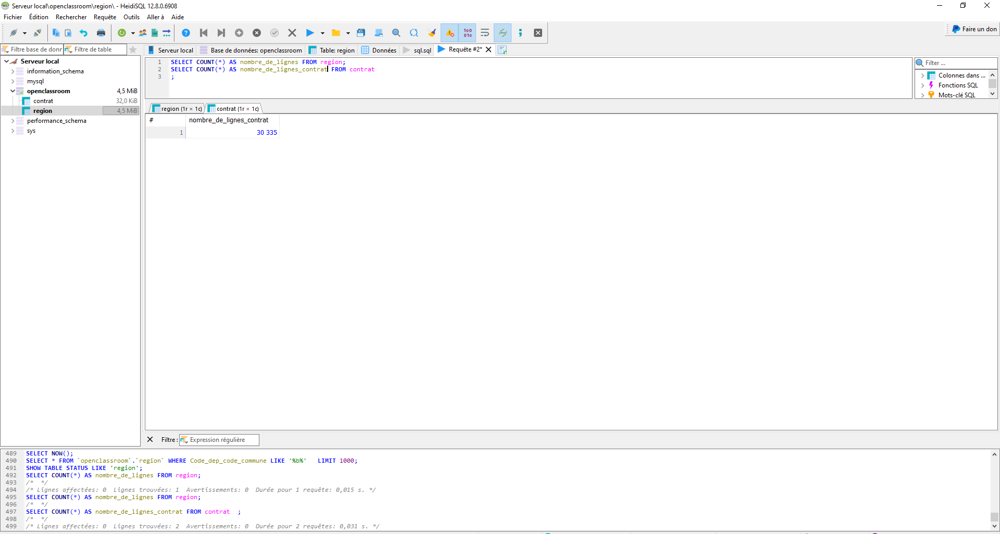 Serveur local\openclassroom\region\ - HeidiSQL 12.8.0.6908
Fichier Édition Rechercher Requête Outils Aller à Aide
Faire un don
Filtre base de donr Filtre de table
Serveur local Base de données: openclassroom Table: region Données sql.sql Requête #2*
Serveur local
information_schema
mysql
openclassroom 4,5 MiB
contrat 32,0 KiB
region 4,5 MiB
performance_schema
sys
1 SELECT COUNT(*) AS nombre_de_lignes FROM region;
2 SELECT COUNT(*) AS nombre_de_lignes_contrat FROM contrat
3 ;
Filter ...
Colonnes dans ...
Fonctions SQL
Mots-clé SQL
region (1r × 1c) contrat (1r × 1c)
# nombre_de_lignes_contrat
1 30 335
Filtre : Expression régulière
489 SELECT NOW();
490 SELECT * FROM `openclassroom`.`region` WHERE Code_dep_code_commune LIKE '%b%' LIMIT 1000;
491 SHOW TABLE STATUS LIKE 'region';
492 SELECT COUNT(*) AS nombre_de_lignes FROM region;
493 /* */
494 /* Lignes affectées: 0 Lignes trouvées: 1 Avertissements: 0 Durée pour 1 requête: 0,015 s. */
495 SELECT COUNT(*) AS nombre_de_lignes FROM region;
496 /* */
497 SELECT COUNT(*) AS nombre_de_lignes_contrat FROM contrat ;
498 /* */
499 /* Lignes affectées: 0 Lignes trouvées: 2 Avertissements: 0 Durée pour 2 requêtes: 0,031 s. */